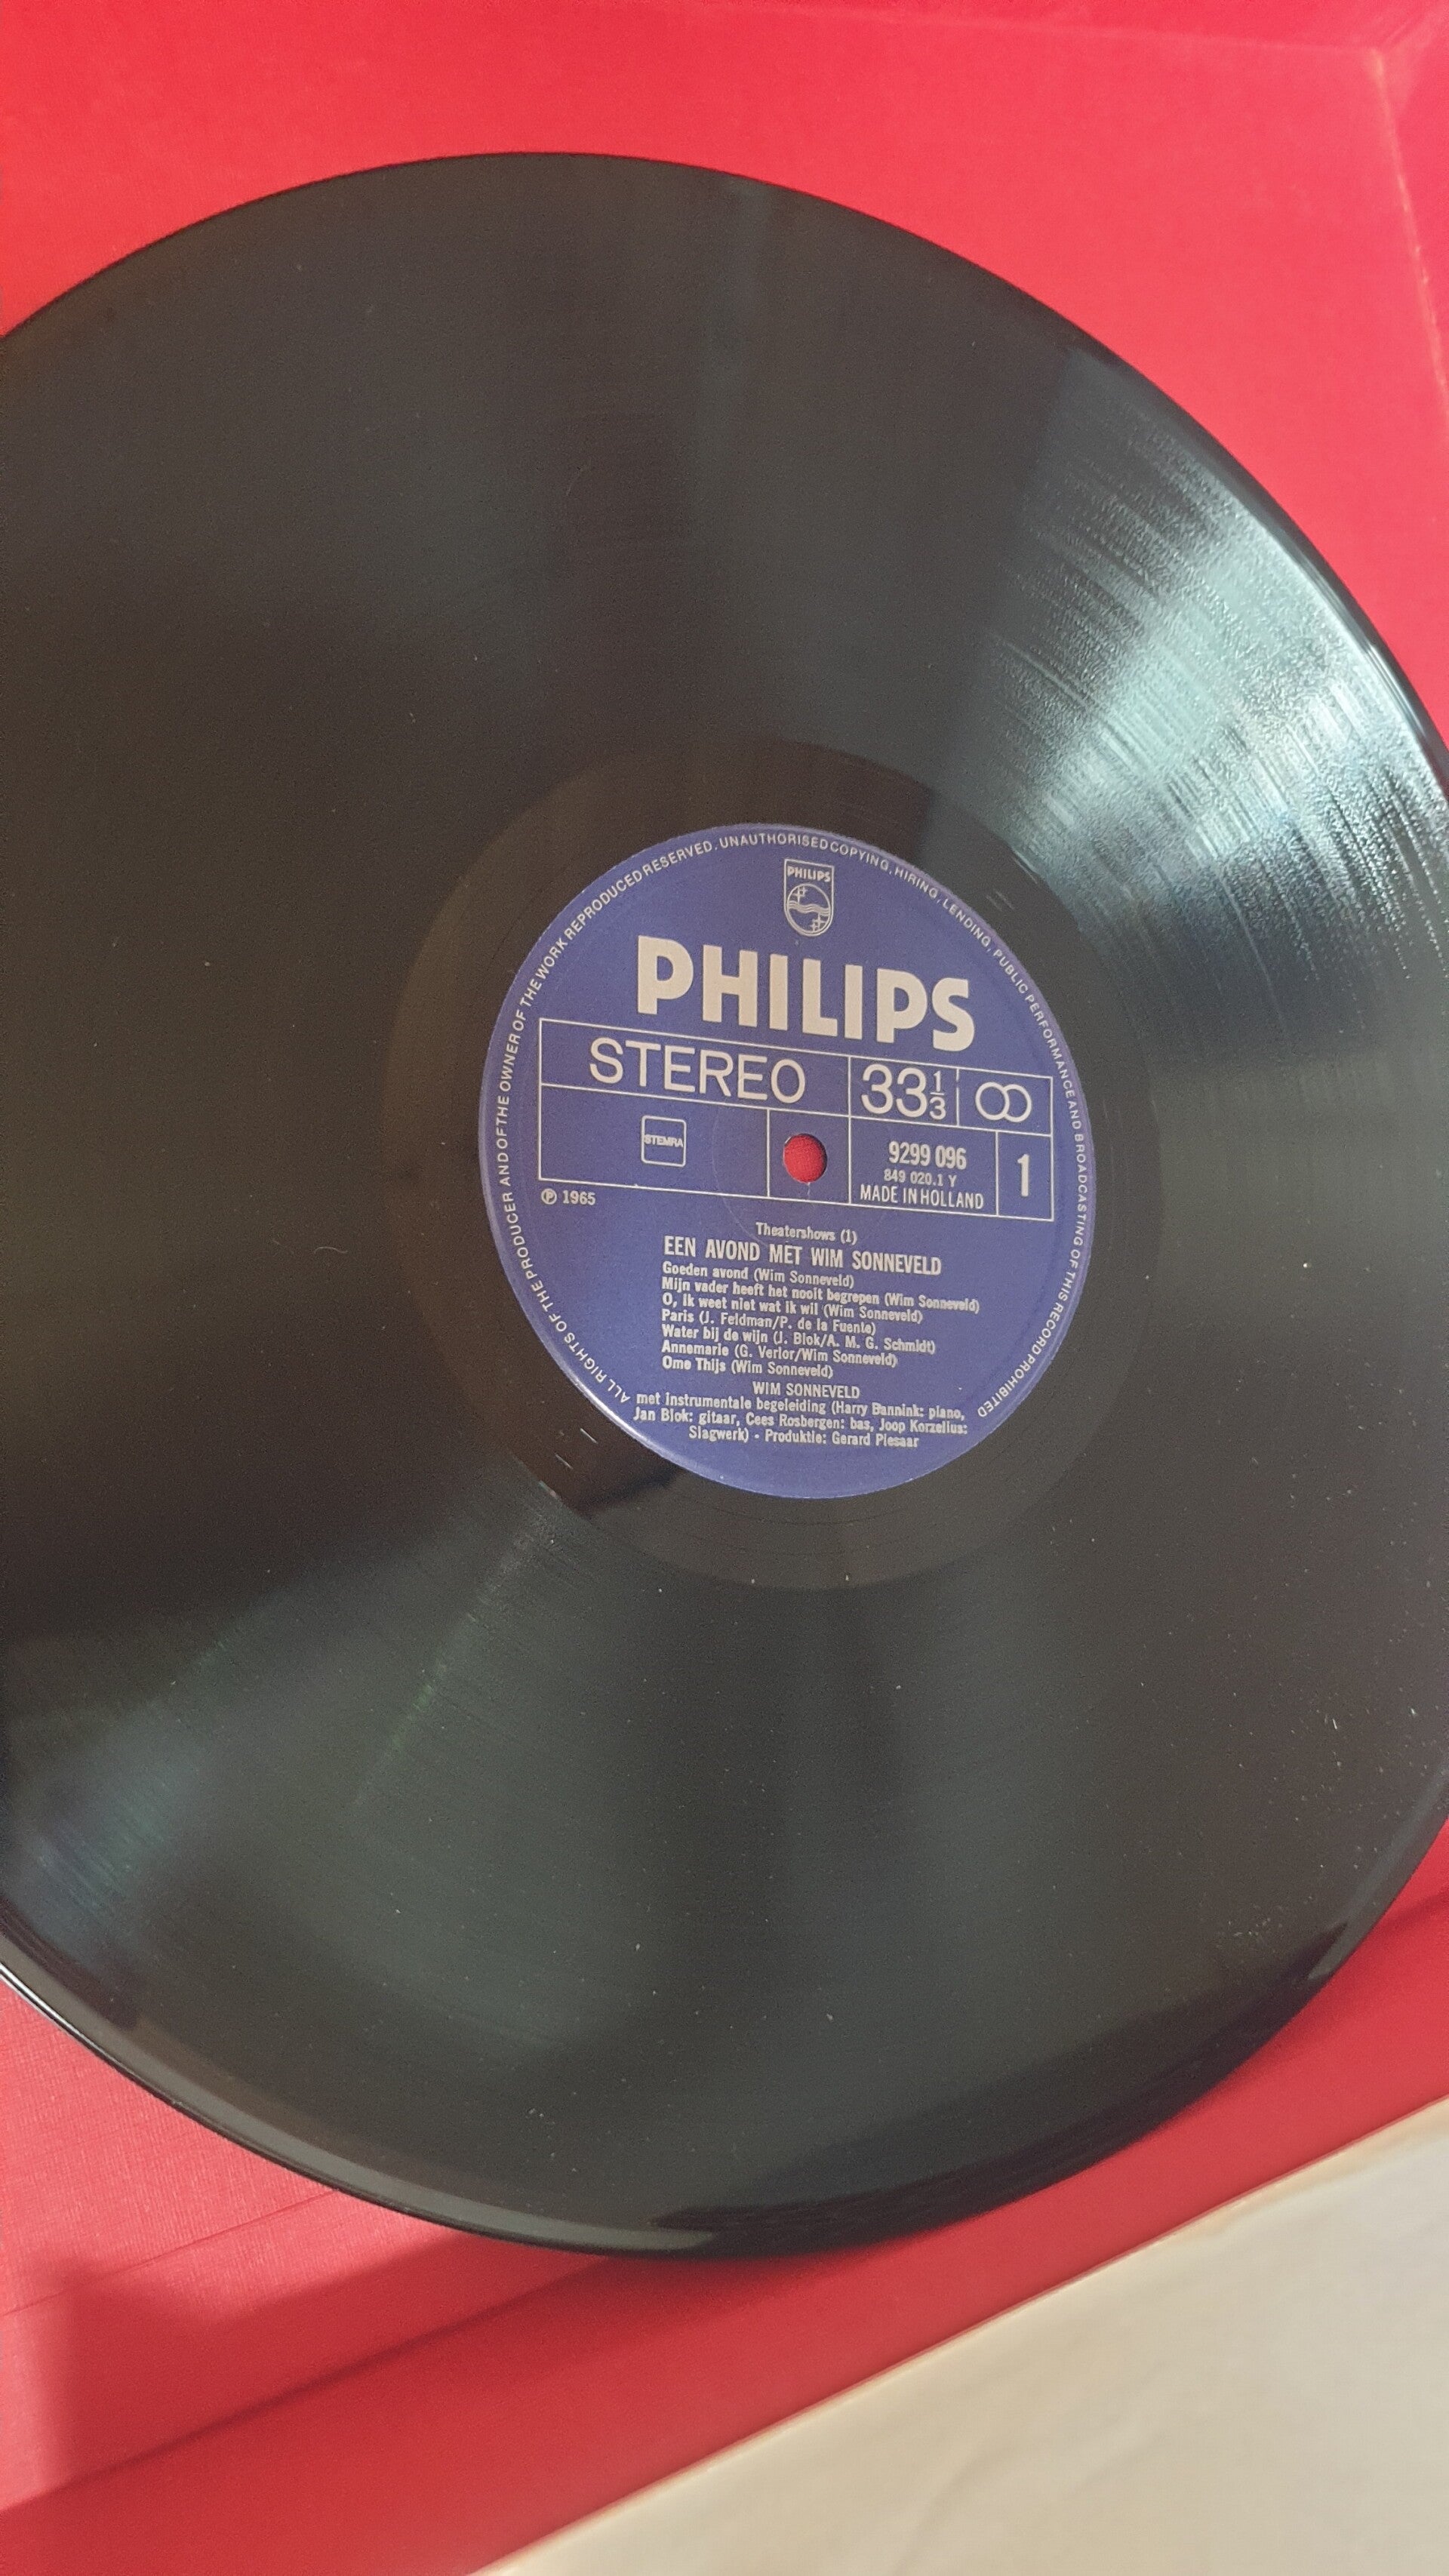 ALL RIGHTS OF THE PRODUCER AND OF THE OWNER OF THE WORK REPRODUCED RESERVED. UNAUTHORISED COPYING, HIRING, LENDING, PUBLIC PERFORMANCE AND BROADCASTING OF THIS RECORD PROHIBITED
PHILIPS
PHILIPS
STEREO 33 1/3
STEMRA
9299 096
849 020.1 Y
MADE IN HOLLAND
1
℗ 1965
Theatershows (1)
EEN AVOND MET WIM SONNEVELD
Goeden avond (Wim Sonneveld)
Mijn vader heeft het nooit begrepen (Wim Sonneveld)
O, ik weet niet wat ik wil (Wim Sonneveld)
Paris (J. Feldman/P. de la Fuente)
Water bij de wijn (J. Blok/A. M. G. Schmidt)
Annemarie (G. Verlor/Wim Sonneveld)
Ome Thijs (Wim Sonneveld)
WIM SONNEVELD
met instrumentale begeleiding (Harry Bannink: piano,
Jan Blok: gitaar, Cees Rosbergen: bas, Joop Korzelius:
Slagwerk) - Produktie: Gerard Plesaar